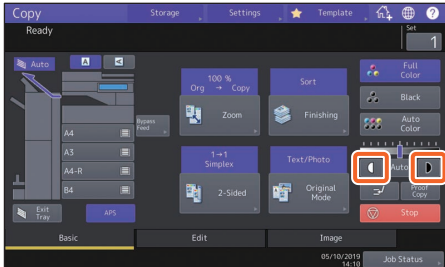 Copy
Storage
Settings
Template
?
Ready
Set
1
Auto
A
A4
A3
A4-R
B4
Bypass
Feed
100 %
Org → Copy
Zoom
Sort
Finishing
1→1
Simplex
2-Sided
Text/Photo
Original
Mode
Full
Color
Black
Auto
Color
Auto
Proof
Copy
Stop
Exit
Tray
APS
Basic
Edit
Image
05/10/2019
14:10
Job Status